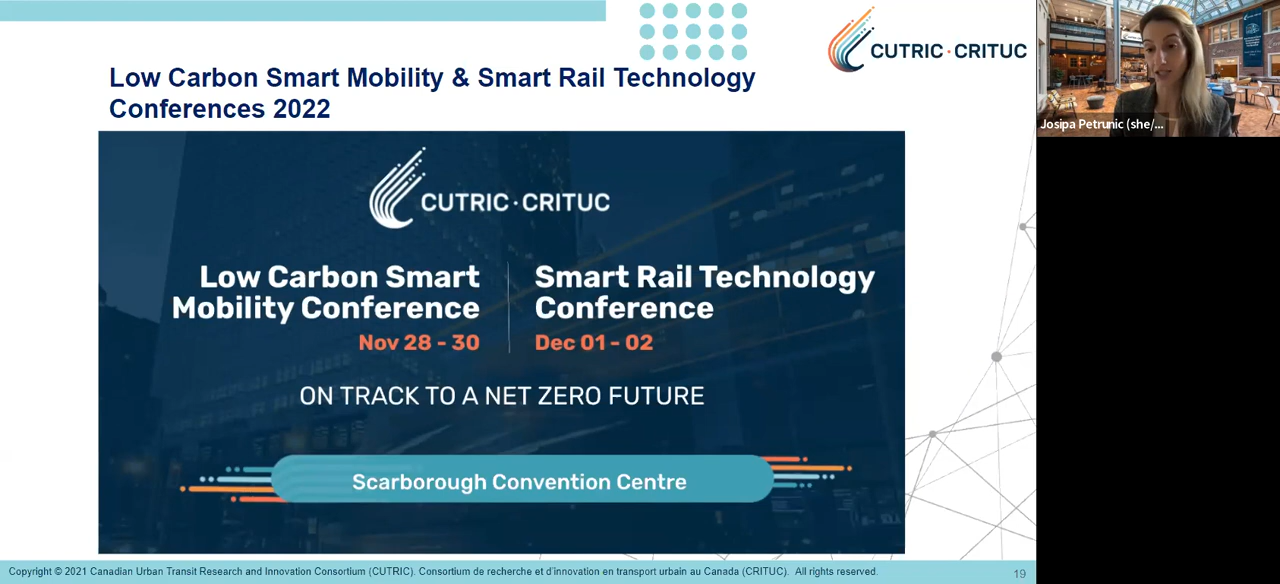 CUTRIC · CRITUC
Low Carbon Smart Mobility & Smart Rail Technology
Conferences 2022
Josipa Petrunic (she/...
CUTRIC · CRITUC
Low Carbon Smart
Mobility Conference
Nov 28 - 30
Smart Rail Technology
Conference
Dec 01 - 02
ON TRACK TO A NET ZERO FUTURE
Scarborough Convention Centre
Copyright © 2021 Canadian Urban Transit Research and Innovation Consortium (CUTRIC). Consortium de recherche et d'innovation en transport urbain au Canada (CRITUC). All rights reserved.
19